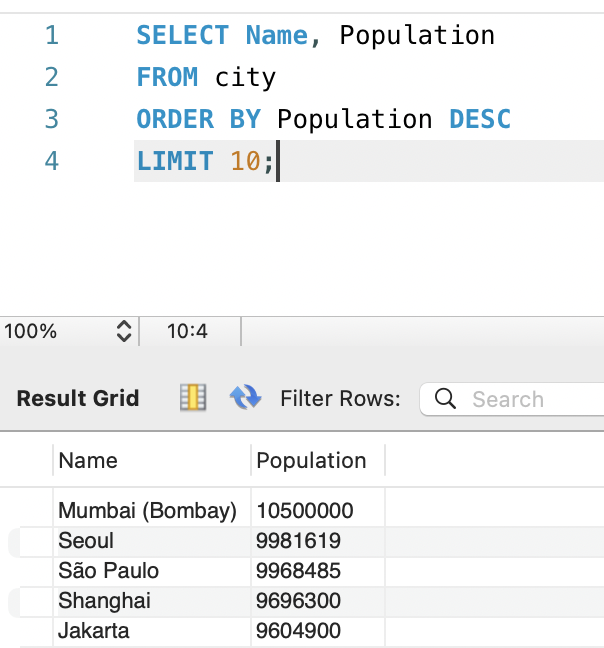 1 SELECT Name, Population
2 FROM city
3 ORDER BY Population DESC
4 LIMIT 10;
100% 10:4
Result Grid Filter Rows: Search
Name Population
Mumbai (Bombay) 10500000
Seoul 9981619
São Paulo 9968485
Shanghai 9696300
Jakarta 9604900